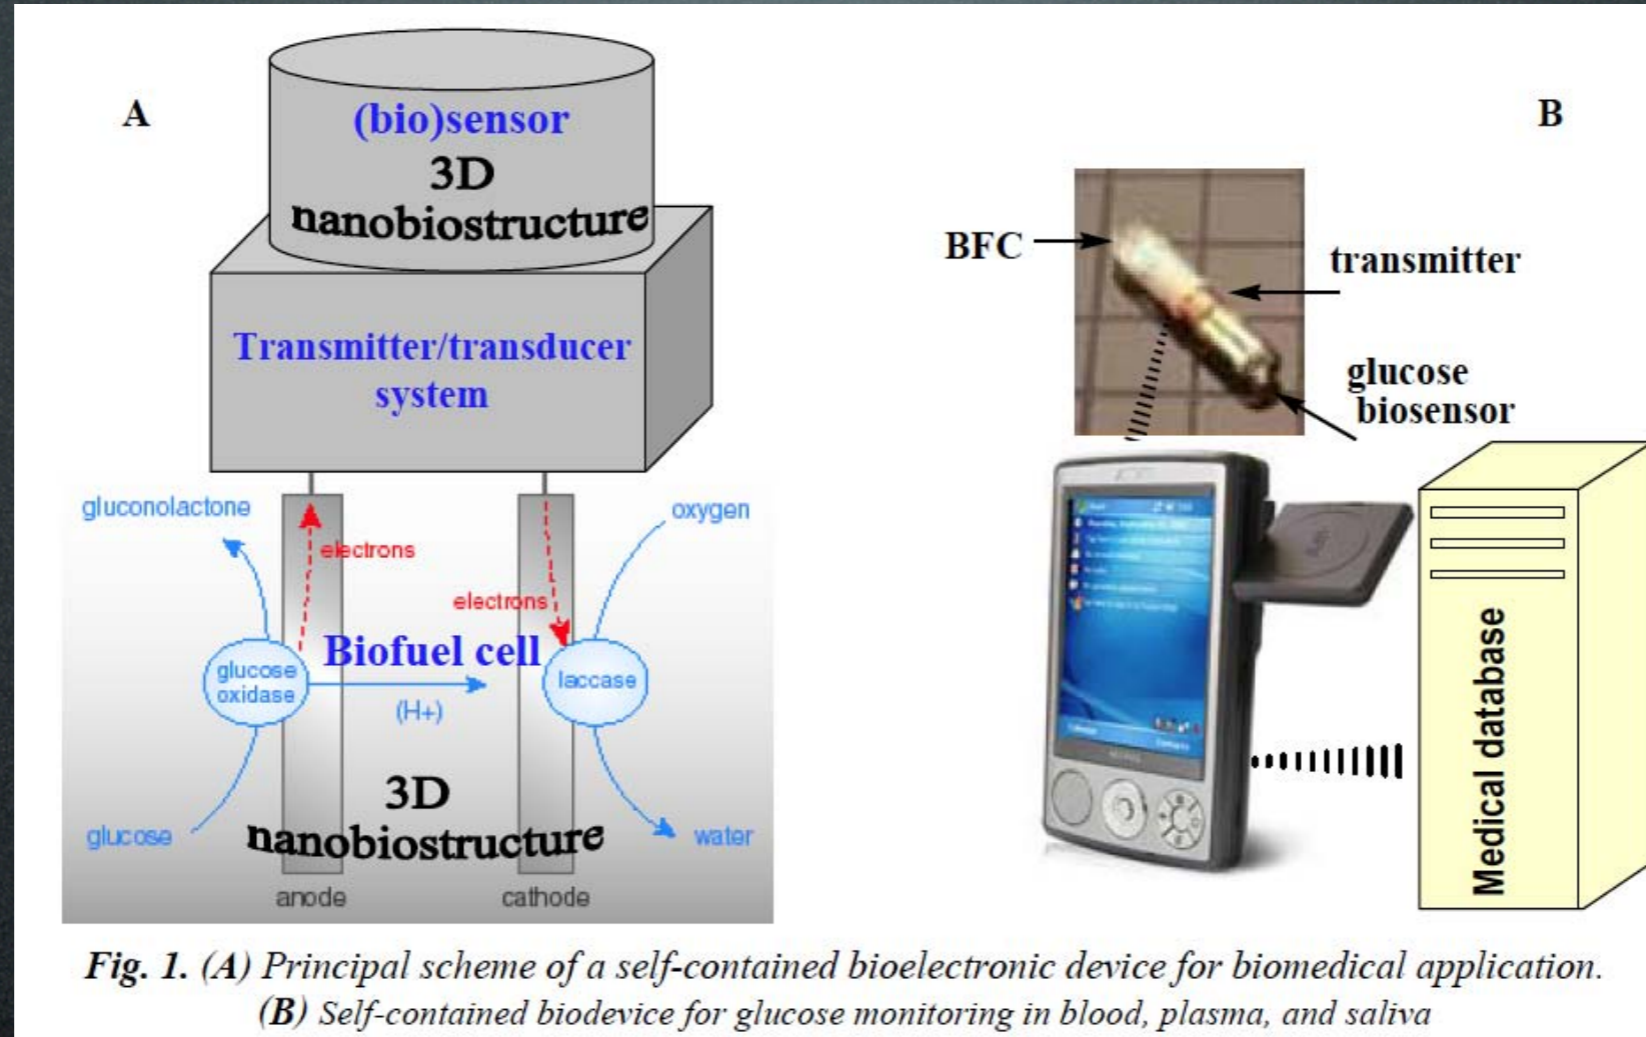 A
(bio)sensor
3D
nanobiostructure
Transmitter/transducer
system
gluconolactone
electrons
oxygen
electrons
Biofuel cell
glucose
oxidase
(H+)
laccase
3D
nanobiostructure
glucose
water
anode
cathode
B
BFC
transmitter
glucose
biosensor
Medical database
Fig. 1. (A) Principal scheme of a self-contained bioelectronic device for biomedical application.
(B) Self-contained biodevice for glucose monitoring in blood, plasma, and saliva